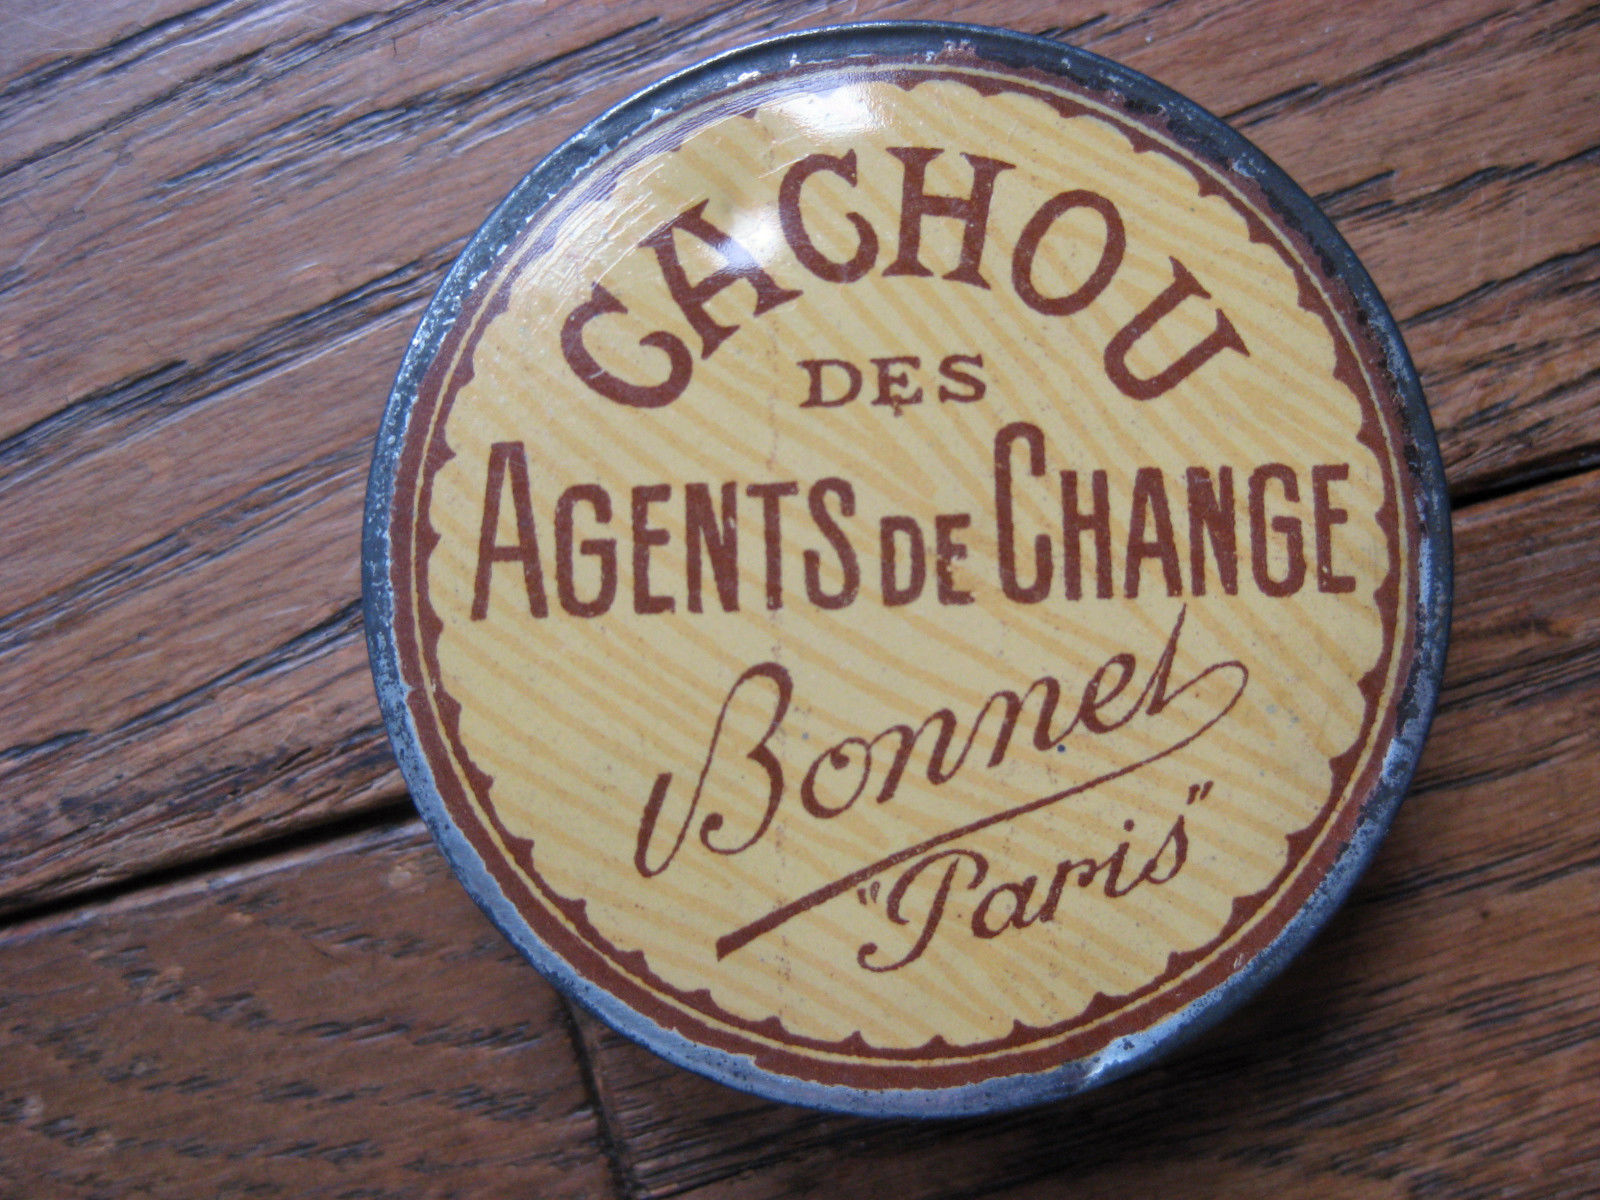 CACHOU
DES
AGENTS DE CHANGE
Bonnet
"Paris"